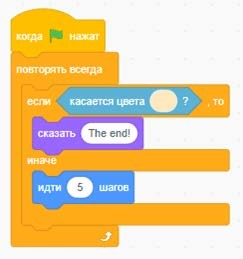 когда нажат
повторять всегда
если касается цвета ? , то
сказать The end!
иначе
идти 5 шагов